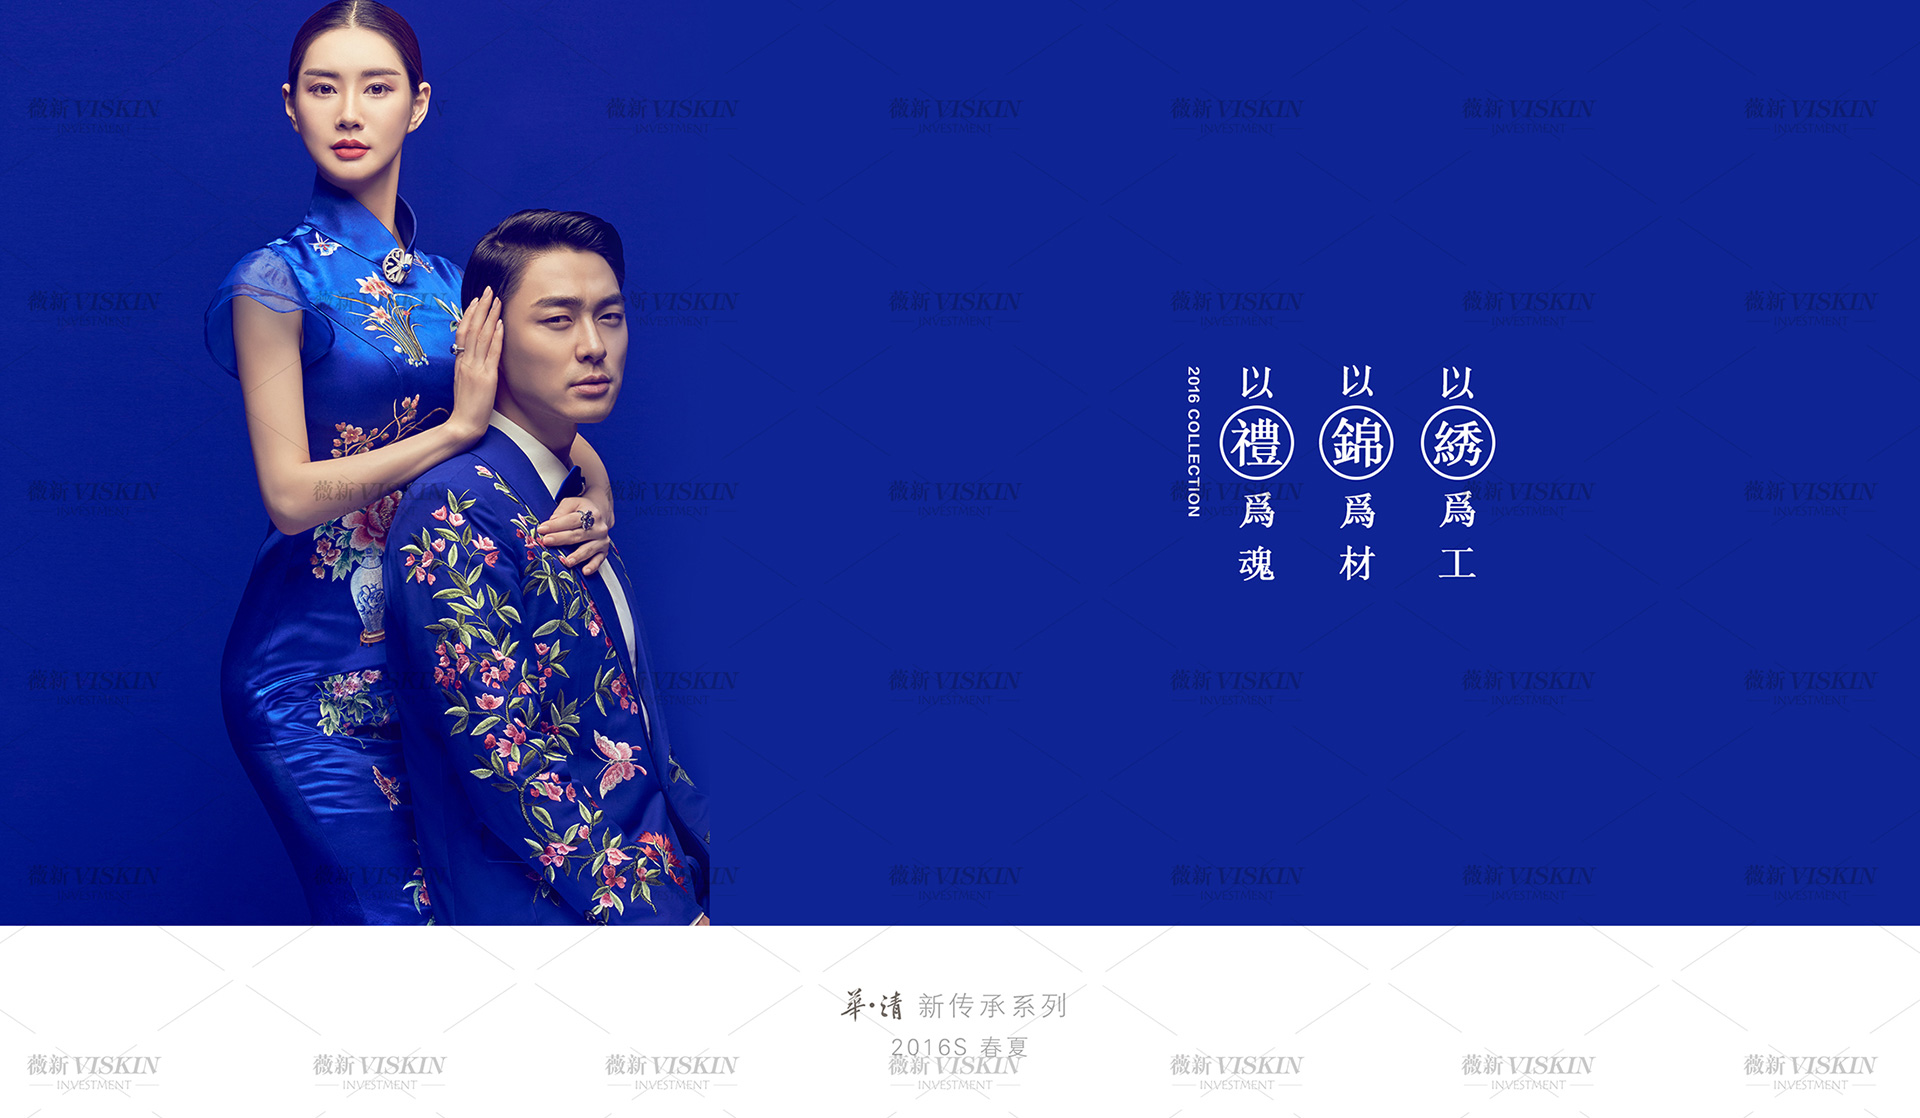 以綉爲工
以錦爲材
以禮爲魂
2016 COLLECTION
華·清 新传承系列
2016S 春夏
薇新 VISKIN
INVESTMENT